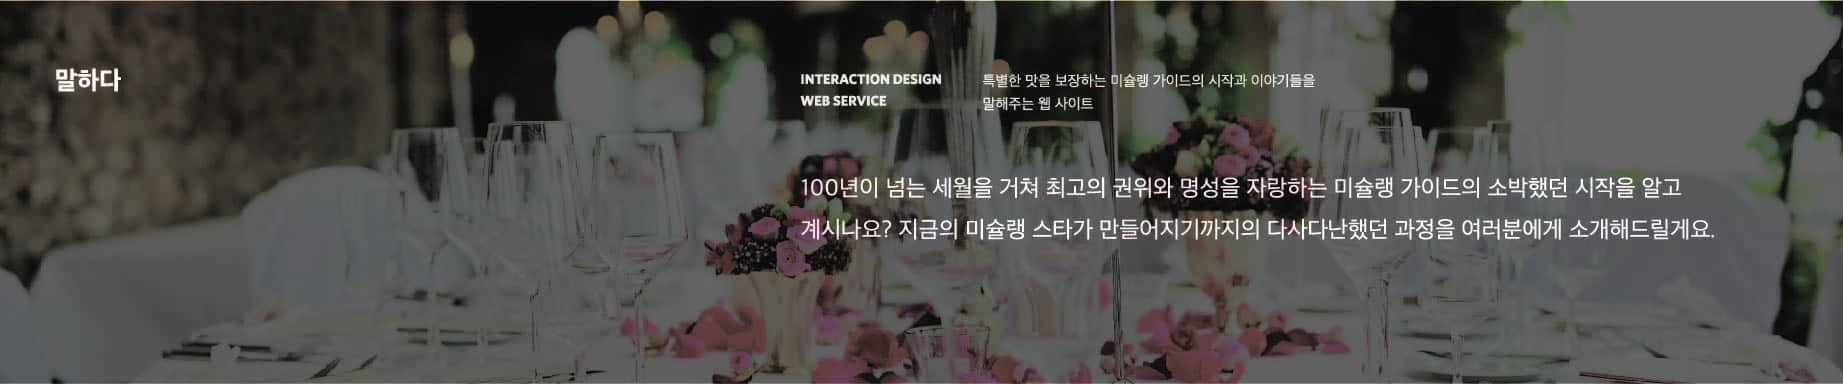 말하다
INTERACTION DESIGN
WEB SERVICE
특별한 맛을 보장하는 미슐랭 가이드의 시작과 이야기들을
말해주는 웹 사이트
100년이 넘는 세월을 거쳐 최고의 권위와 명성을 자랑하는 미슐랭 가이드의 소박했던 시작을 알고
계시나요? 지금의 미슐랭 스타가 만들어지기까지의 다사다난했던 과정을 여러분에게 소개해드릴게요.